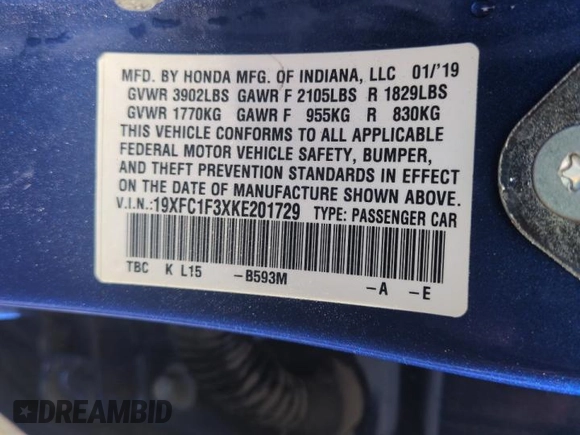 MFD. BY HONDA MFG. OF INDIANA, LLC 01/'19
GVWR 3902LBS GAWR F 2105LBS R 1829LBS
GVWR 1770KG GAWR F 955KG R 830KG
THIS VEHICLE CONFORMS TO ALL APPLICABLE
FEDERAL MOTOR VEHICLE SAFETY, BUMPER,
AND THEFT PREVENTION STANDARDS IN EFFECT
ON THE DATE OF MANUFACTURE SHOWN ABOVE.
V.I.N.:19XFC1F3XKE201729 TYPE: PASSENGER CAR
TBC K L15 -B593M -A -E
DREAMBID